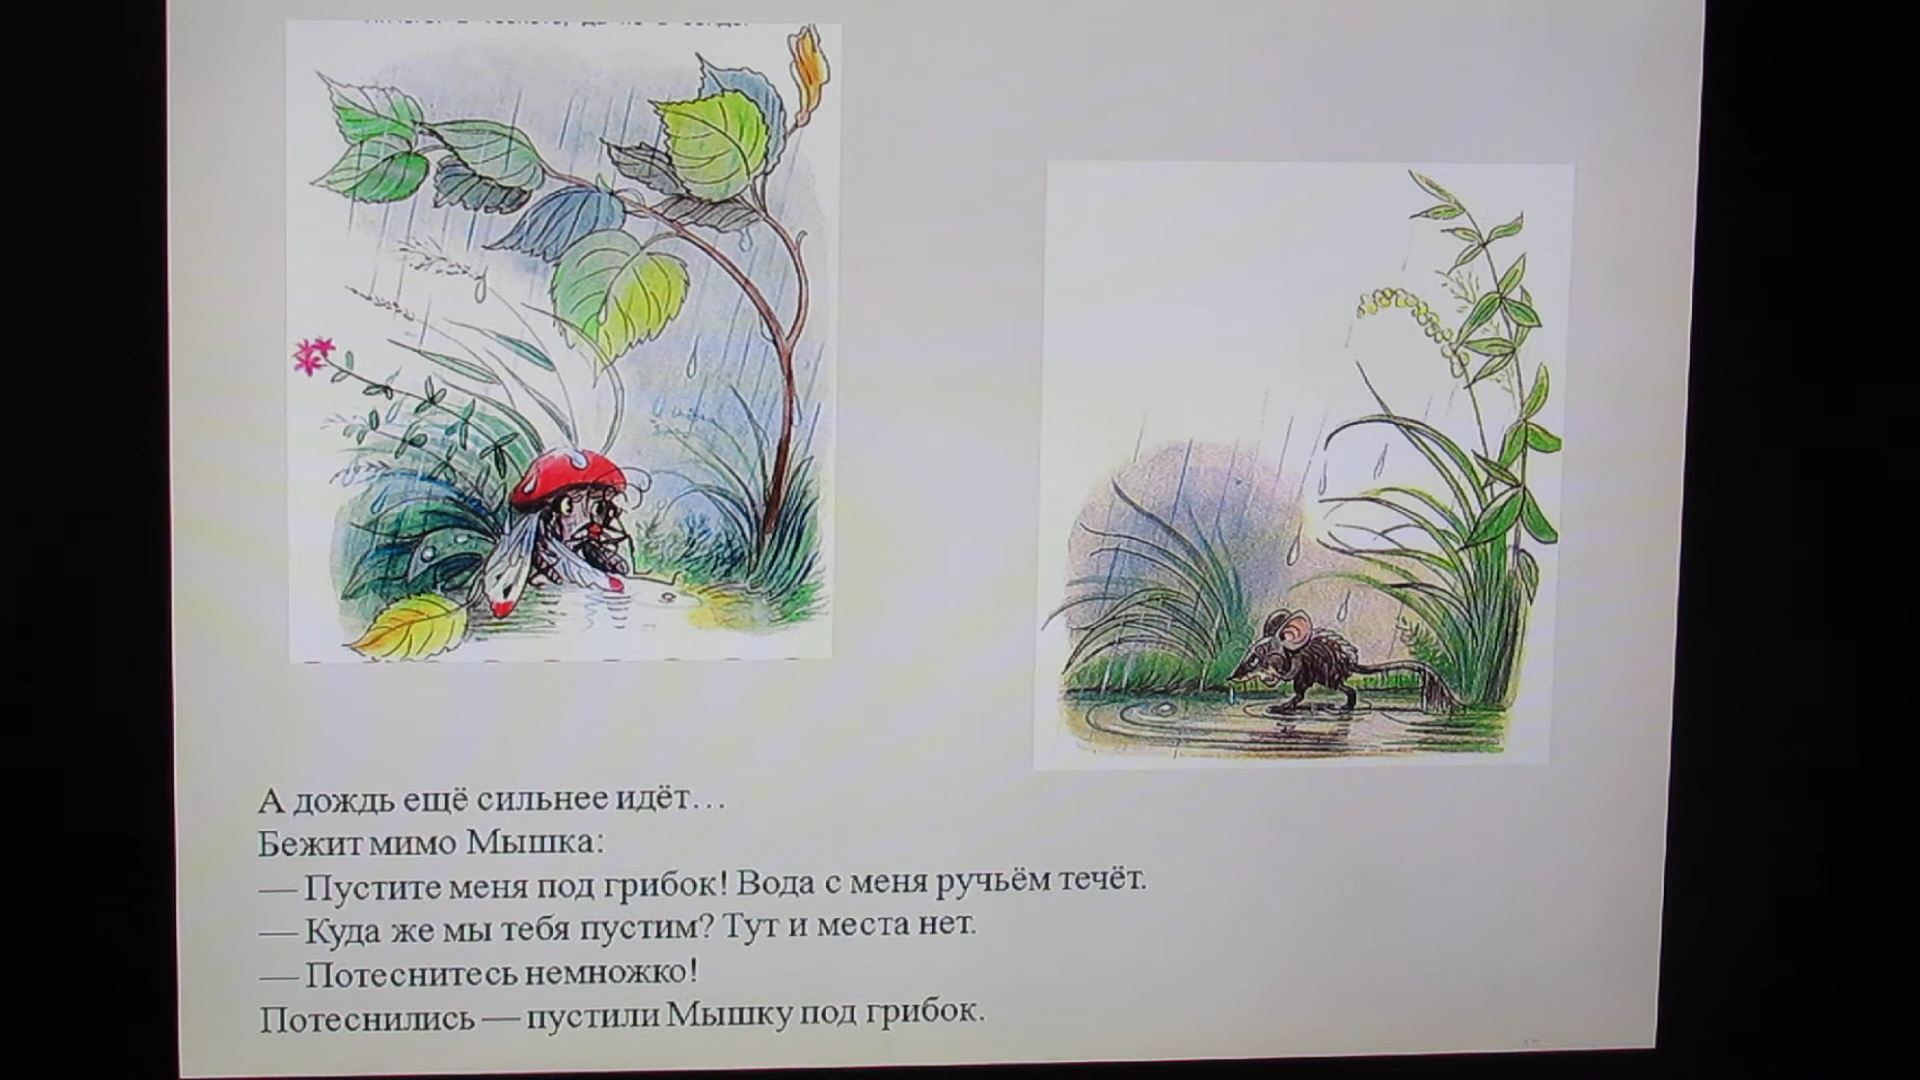 А дождь ещё сильнее идёт…
Бежит мимо Мышка:
— Пустите меня под грибок! Вода с меня ручьём течёт.
— Куда же мы тебя пустим? Тут и места нет.
— Потеснитесь немножко!
Потеснились — пустили Мышку под грибок.